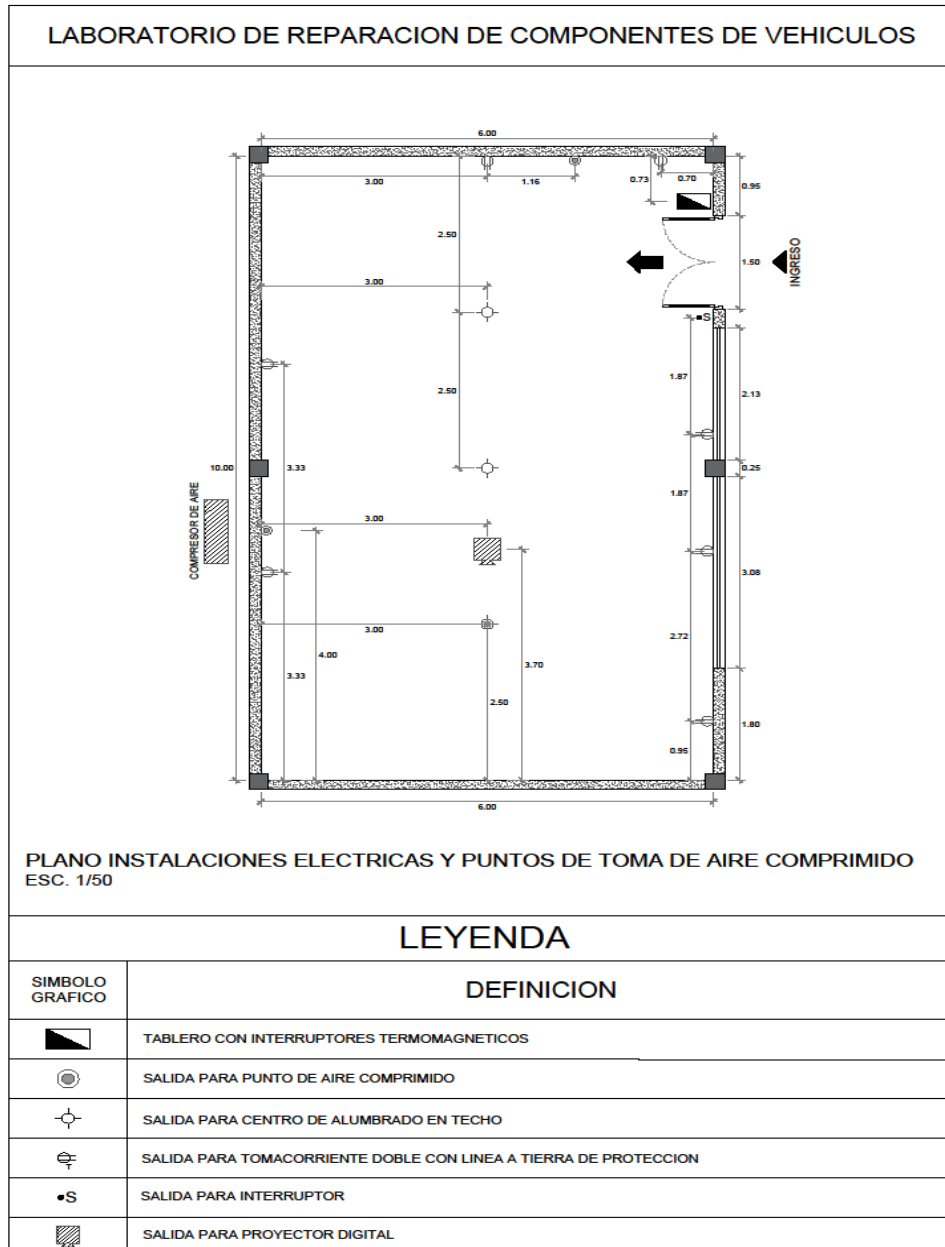 LABORATORIO DE REPARACION DE COMPONENTES DE VEHICULOS
6.00
3.00
1.16
0.73
0.70
0.95
2.50
1.50
INGRESO
3.00
S
1.87
2.13
2.50
10.00
3.33
0.25
COMPRESOR DE AIRE
1.87
3.00
3.08
3.00
4.00
2.72
3.70
3.33
2.50
1.80
0.95
6.00
PLANO INSTALACIONES ELECTRICAS Y PUNTOS DE TOMA DE AIRE COMPRIMIDO
ESC. 1/50
LEYENDA
SIMBOLO
GRAFICO
DEFINICION
TABLERO CON INTERRUPTORES TERMOMAGNETICOS
SALIDA PARA PUNTO DE AIRE COMPRIMIDO
SALIDA PARA CENTRO DE ALUMBRADO EN TECHO
T
SALIDA PARA TOMACORRIENTE DOBLE CON LINEA A TIERRA DE PROTECCION
S
SALIDA PARA INTERRUPTOR
SALIDA PARA PROYECTOR DIGITAL